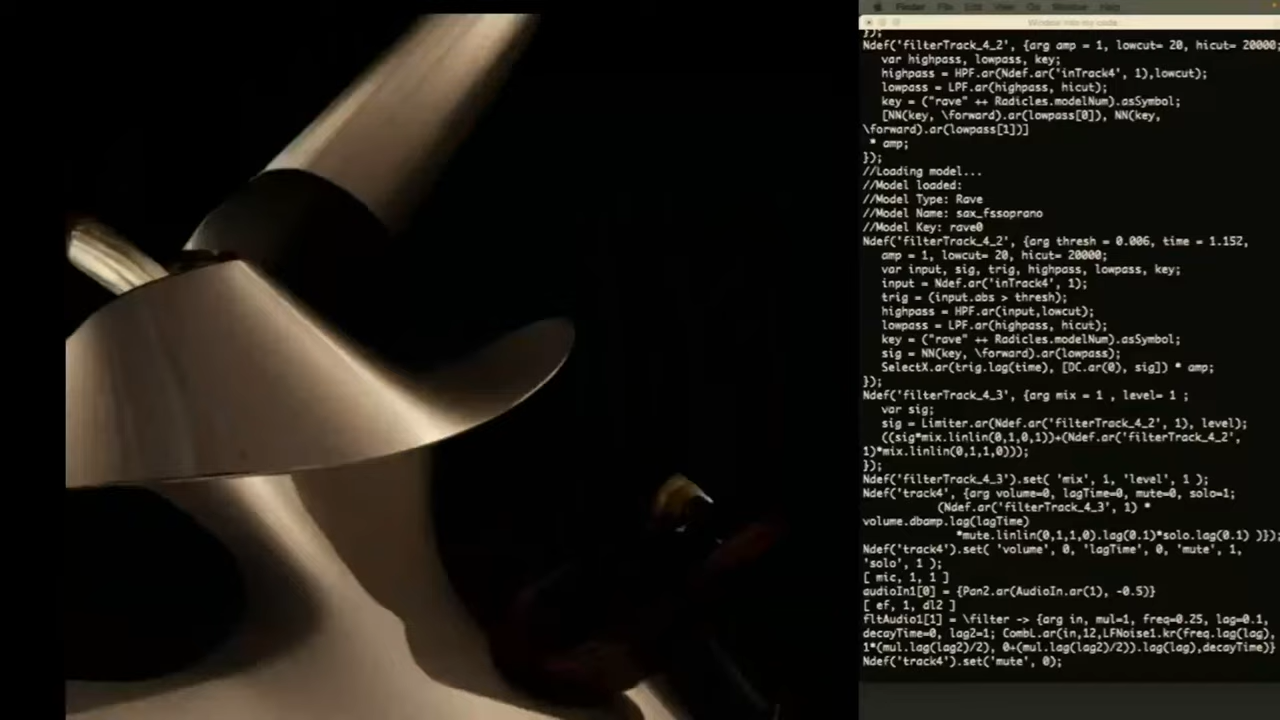 Finder File Edit View Go Window Help
Window into my code
});
Ndef('filterTrack_4_2', {arg amp = 1, lowcut= 20, hicut= 20000;
var highpass, lowpass, key;
highpass = HPF.ar(Ndef.ar('inTrack4', 1),lowcut);
lowpass = LPF.ar(highpass, hicut);
key = ("rave" ++ Radicles.modelNum).asSymbol;
[NN(key, \forward).ar(lowpass[0]), NN(key,
\forward).ar(lowpass[1])]
* amp;
});
//Loading model...
//Model loaded:
//Model Type: Rave
//Model Name: sax_fssoprano
//Model Key: rave0
Ndef('filterTrack_4_2', {arg thresh = 0.006, time = 1.152,
amp = 1, lowcut= 20, hicut= 20000;
var input, sig, trig, highpass, lowpass, key;
input = Ndef.ar('inTrack4', 1);
trig = (input.abs > thresh);
highpass = HPF.ar(input,lowcut);
lowpass = LPF.ar(highpass, hicut);
key = ("rave" ++ Radicles.modelNum).asSymbol;
sig = NN(key, \forward).ar(lowpass);
SelectX.ar(trig.lag(time), [DC.ar(0), sig]) * amp;
});
Ndef('filterTrack_4_3', {arg mix = 1 , level= 1 ;
var sig;
sig = Limiter.ar(Ndef.ar('filterTrack_4_2', 1), level);
((sig*mix.linlin(0,1,0,1))+(Ndef.ar('filterTrack_4_2',
1)*mix.linlin(0,1,1,0)));
});
Ndef('filterTrack_4_3').set( 'mix', 1, 'level', 1 );
Ndef('track4', {arg volume=0, lagTime=0, mute=0, solo=1;
(Ndef.ar('filterTrack_4_3', 1) *
volume.dbamp.lag(lagTime)
*mute.linlin(0,1,1,0).lag(0.1)*solo.lag(0.1) )});
Ndef('track4').set( 'volume', 0, 'lagTime', 0, 'mute', 1,
'solo', 1 );
[ mic, 1, 1 ]
audioIn1[0] = {Pan2.ar(AudioIn.ar(1), -0.5)}
[ ef, 1, dl2 ]
fltAudio1[1] = \filter -> {arg in, mul=1, freq=0.25, lag=0.1,
decayTime=0, lag2=1; CombL.ar(in,12,LFNoise1.kr(freq.lag(lag),
1*(mul.lag(lag2)/2), 0+(mul.lag(lag2)/2)).lag(lag),decayTime)}
Ndef('track4').set('mute', 0);